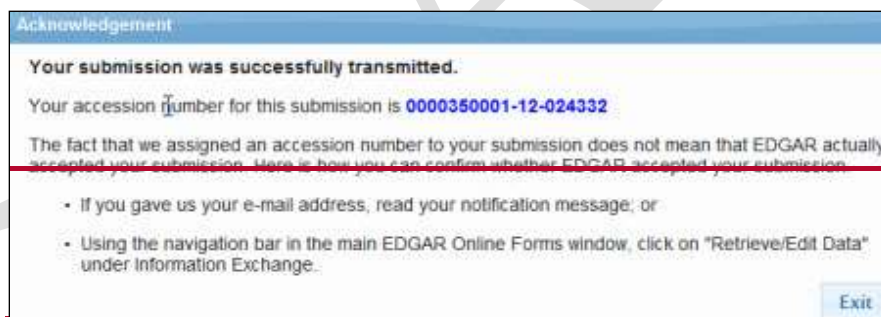 Acknowledgement
Your submission was successfully transmitted.
Your accession number for this submission is 0000350001-12-024332
The fact that we assigned an accession number to your submission does not mean that EDGAR actually
accepted your submission. Here is how you can confirm whether EDGAR accepted your submission.
• If you gave us your e-mail address, read your notification message; or
• Using the navigation bar in the main EDGAR Online Forms window, click on "Retrieve/Edit Data"
under Information Exchange.
Exit